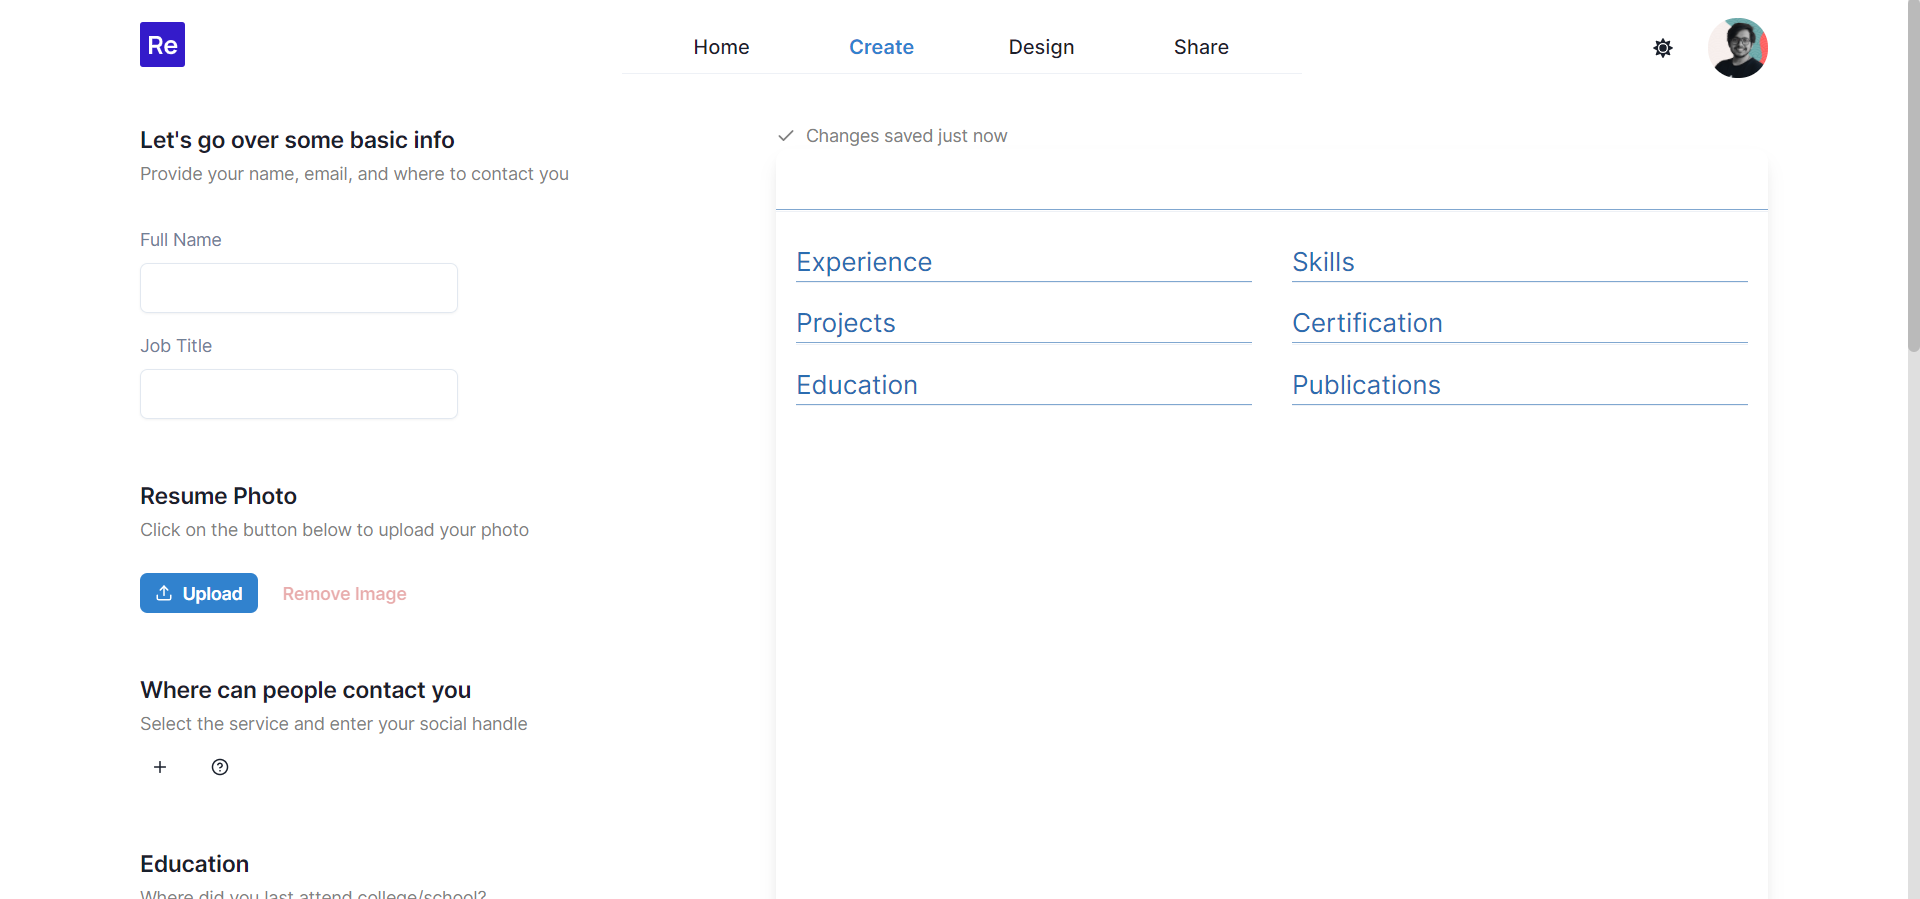 Re
Home
Create
Design
Share
Let's go over some basic info
Provide your name, email, and where to contact you
Full Name
Job Title
Resume Photo
Click on the button below to upload your photo
Upload
Remove Image
Where can people contact you
Select the service and enter your social handle
Education
Where did you last attend college/school?
Changes saved just now
Experience
Projects
Education
Skills
Certification
Publications